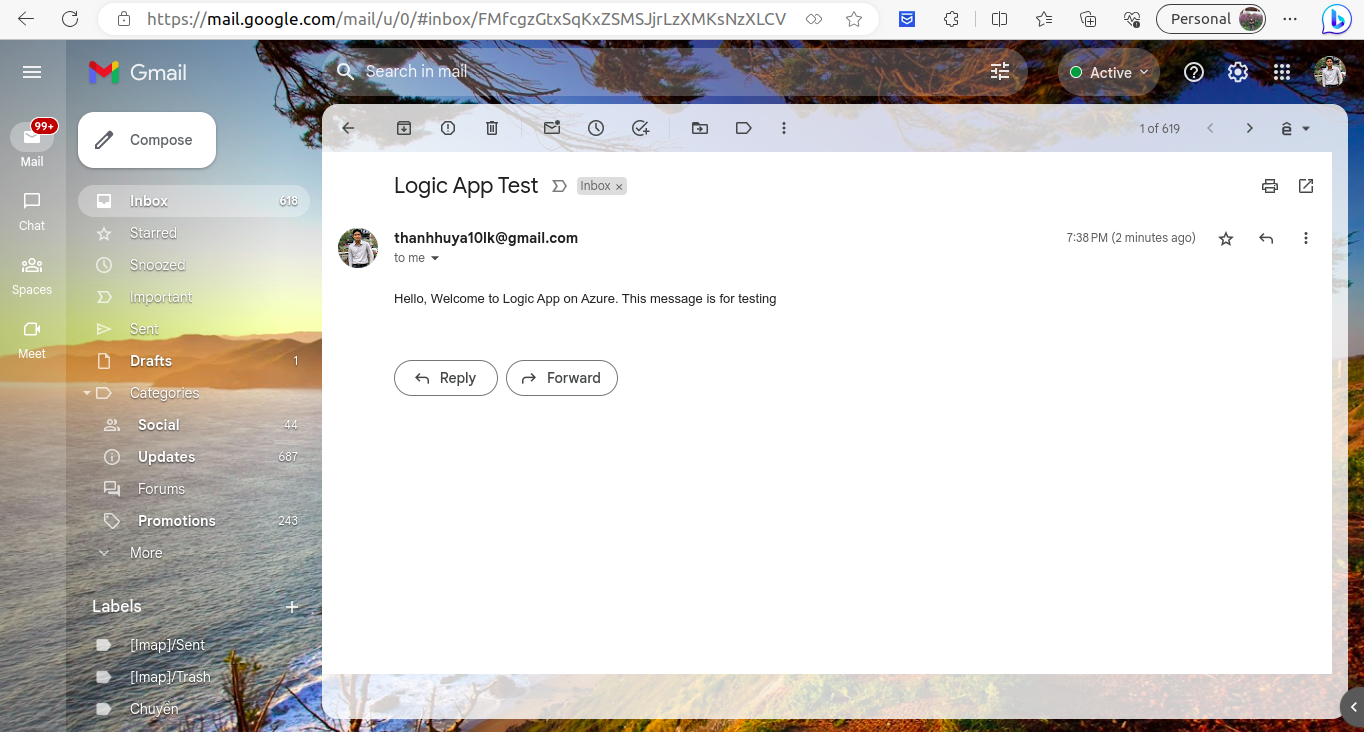 https://mail.google.com/mail/u/0/#inbox/FMfcgzGtxSqKxZSMSJjrLzXMKsNzXLCV
Personal
Gmail
Search in mail
Active
99+
Mail
Chat
Spaces
Meet
Compose
Inbox 618
Starred
Snoozed
Important
Sent
Drafts 1
Categories
Social 44
Updates 687
Forums
Promotions 243
More
Labels
[Imap]/Sent
[Imap]/Trash
Chuyến
1 of 619
Logic App Test Inbox ×
thanhhuya10lk@gmail.com 7:38 PM (2 minutes ago)
to me
Hello, Welcome to Logic App on Azure. This message is for testing
Reply Forward